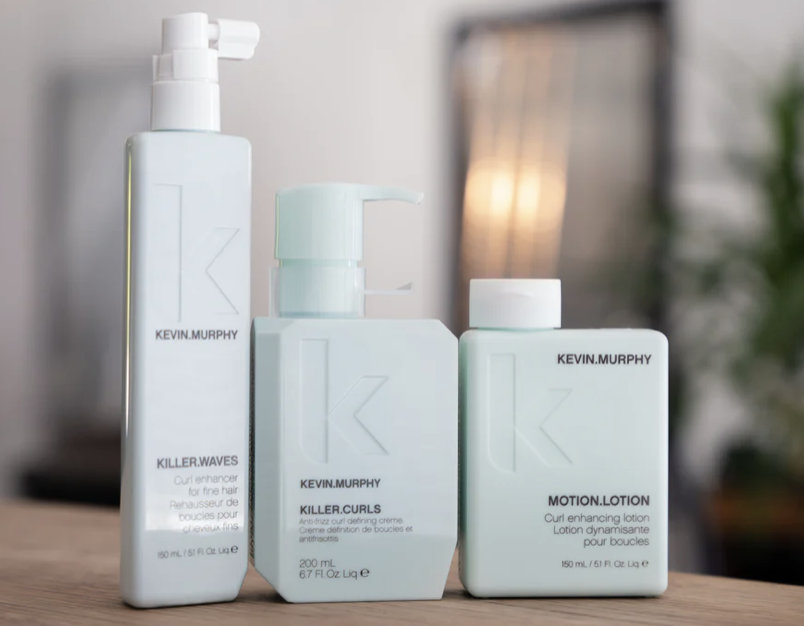 KEVIN.MURPHY
KILLER.WAVES
Curl enhancer
for fine hair
Rehausseur de
boucles pour
cheveux fins
150 mL / 5.1 Fl. Oz. Liq. ℮
KEVIN.MURPHY
KILLER.CURLS
Anti-frizz curl defining crème
Crème définition de boucles et
antifrisottis
200 mL
6.7 Fl. Oz. Liq ℮
KEVIN.MURPHY
MOTION.LOTION
Curl enhancing lotion
Lotion dynamisante
pour boucles
150 mL / 5.1 Fl. Oz. Liq. ℮